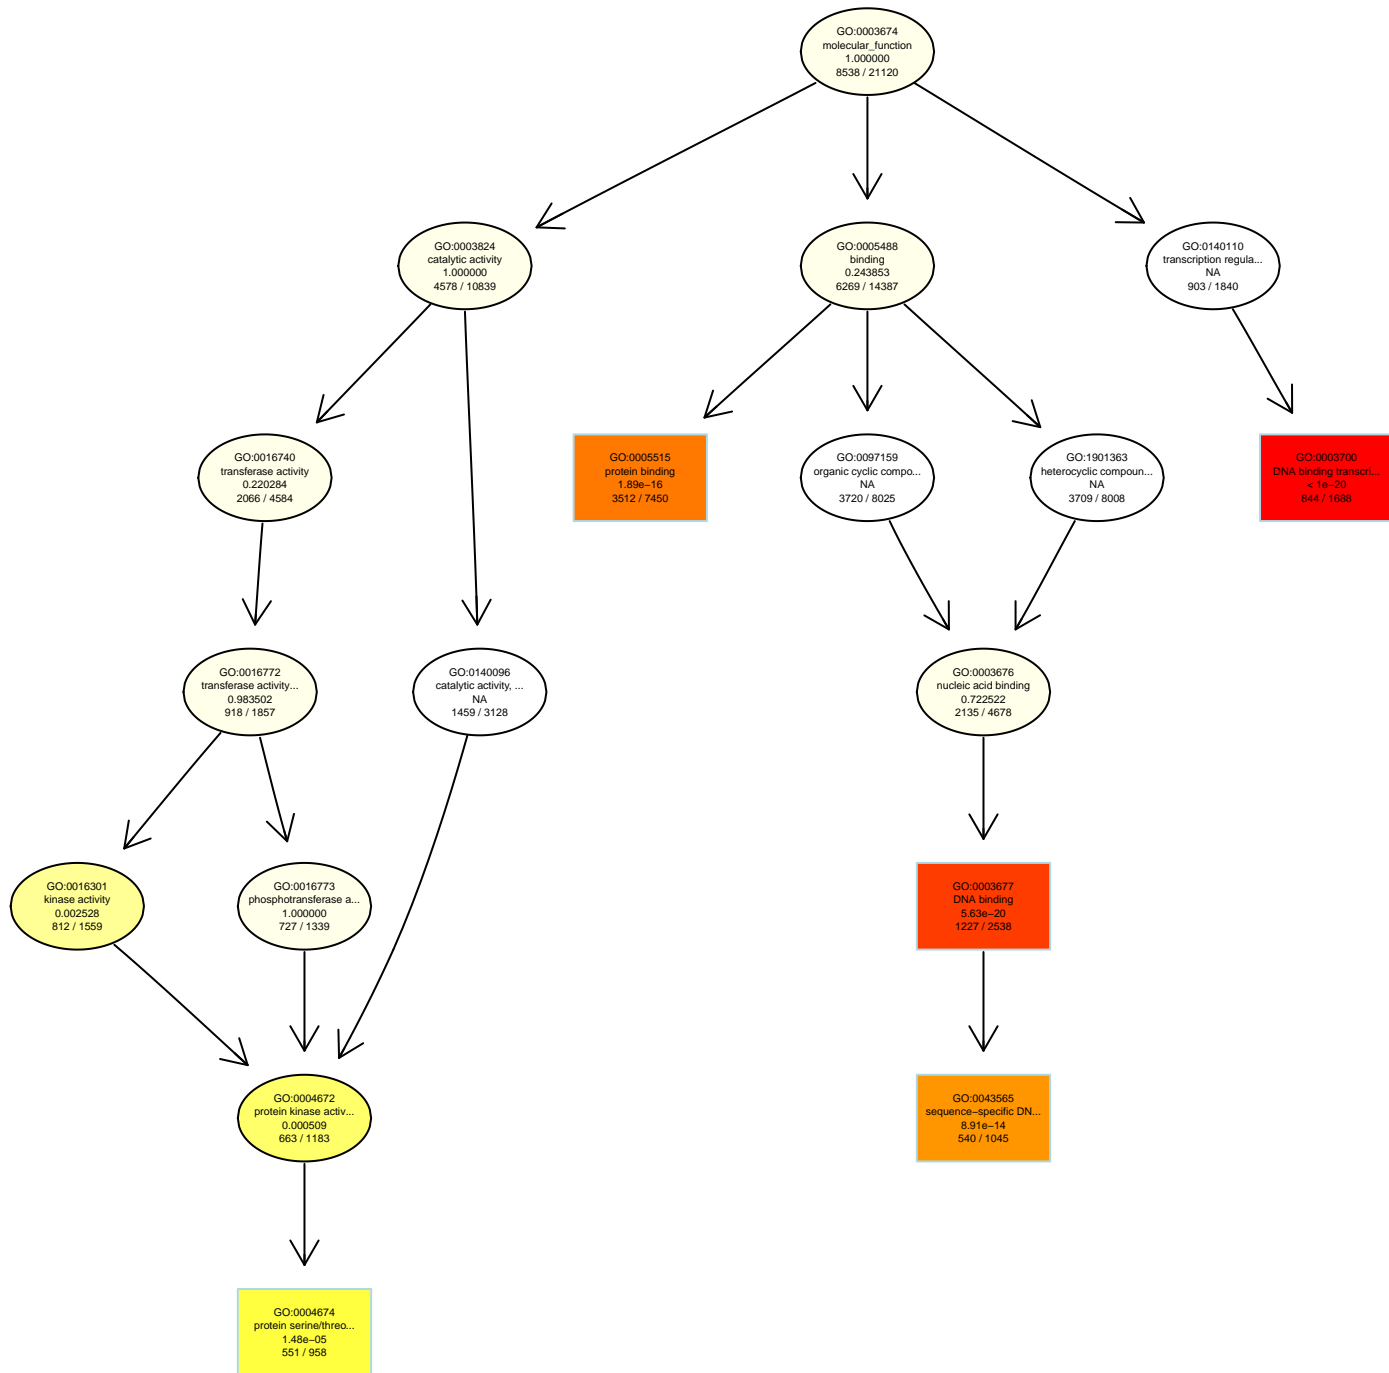 GO:0003674
molecular_function
1.000000
8538 / 21120
GO:0003824
catalytic activity
1.000000
4578 / 10839
GO:0005488
binding
0.243853
6269 / 14387
GO:0140110
transcription regula...
NA
903 / 1840
GO:0016740
transferase activity
0.220284
2066 / 4584
GO:0005515
protein binding
1.89e−16
3512 / 7450
GO:0097159
organic cyclic compo...
NA
3720 / 8025
GO:1901363
heterocyclic compoun...
NA
3709 / 8008
GO:0003700
DNA binding transcri...
< 1e−20
844 / 1688
GO:0016772
transferase activity...
0.983502
918 / 1857
GO:0140096
catalytic activity, ...
NA
1459 / 3128
GO:0003676
nucleic acid binding
0.722522
2135 / 4678
GO:0016301
kinase activity
0.002528
812 / 1559
GO:0016773
phosphotransferase a...
1.000000
727 / 1339
GO:0003677
DNA binding
5.63e−20
1227 / 2538
GO:0004672
protein kinase activ...
0.000509
663 / 1183
GO:0043565
sequence−specific DN...
8.91e−14
540 / 1045
GO:0004674
protein serine/threo...
1.48e−05
551 / 958